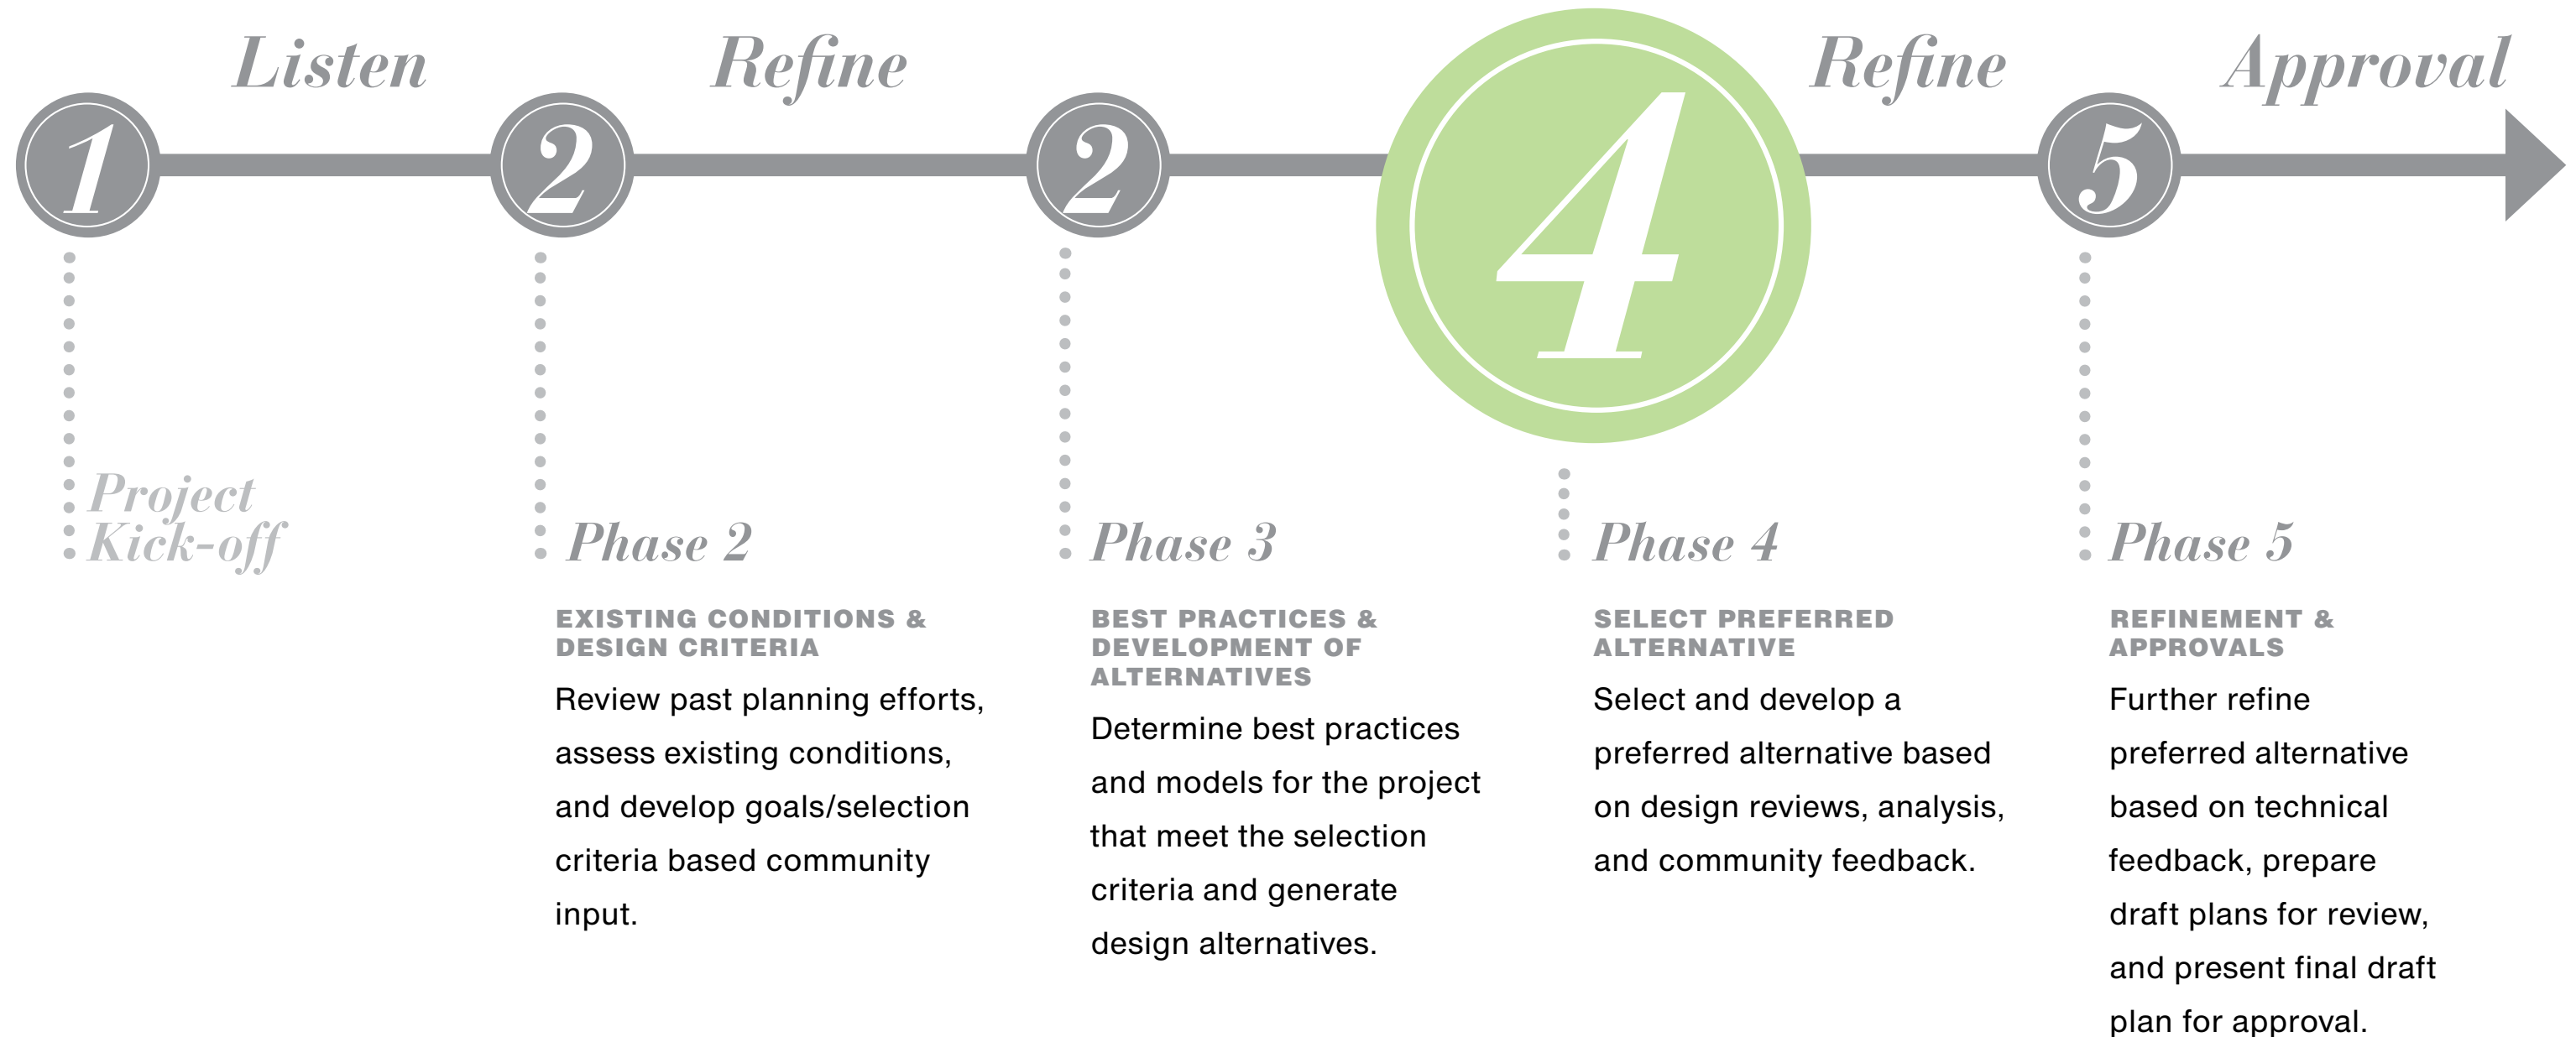 Listen
Refine
Refine
Approval
1
2
2
4
5
Project
Kick-off
Phase 2
EXISTING CONDITIONS &
DESIGN CRITERIA
Review past planning efforts,
assess existing conditions,
and develop goals/selection
criteria based community
input.
Phase 3
BEST PRACTICES &
DEVELOPMENT OF
ALTERNATIVES
Determine best practices
and models for the project
that meet the selection
criteria and generate
design alternatives.
Phase 4
SELECT PREFERRED
ALTERNATIVE
Select and develop a
preferred alternative based
on design reviews, analysis,
and community feedback.
Phase 5
REFINEMENT &
APPROVALS
Further refine
preferred alternative
based on technical
feedback, prepare
draft plans for review,
and present final draft
plan for approval.